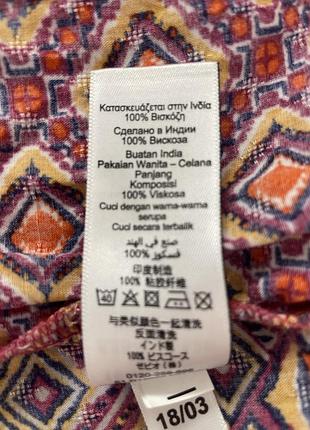 Κατασκευάζεται στην Ινδία
100% Βισκόζη
Сделано в Индии
100% Вискоза
Buatan India
Pakaian Wanita – Celana
Panjang
Komposisi
100% Viskosa
Cuci dengan warna-warna
serupa
Cuci secara terbalik
صنع في الهند
100% فسكوز
印度制造
100% 粘胶纤维
40
与类似颜色一起清洗
反面清洗
インド製
100% ビスコース
18/03